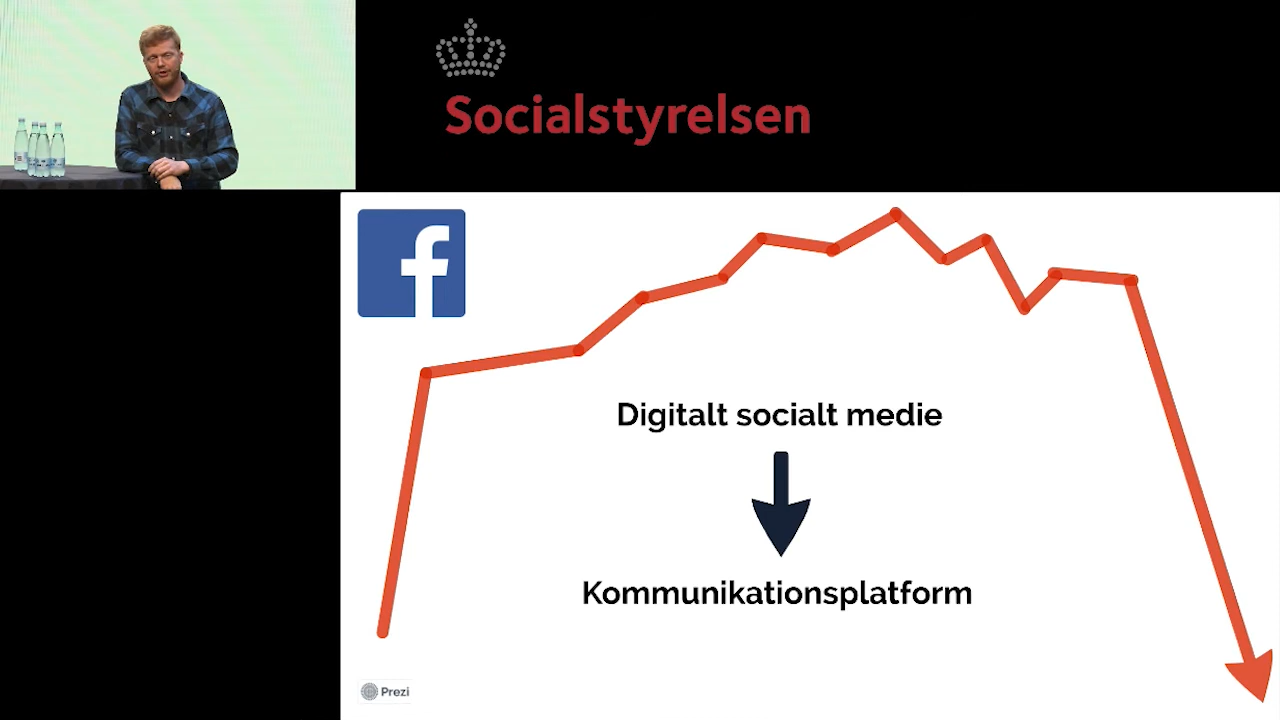 Socialstyrelsen
Digitalt socialt medie
Kommunikationsplatform
Prezi